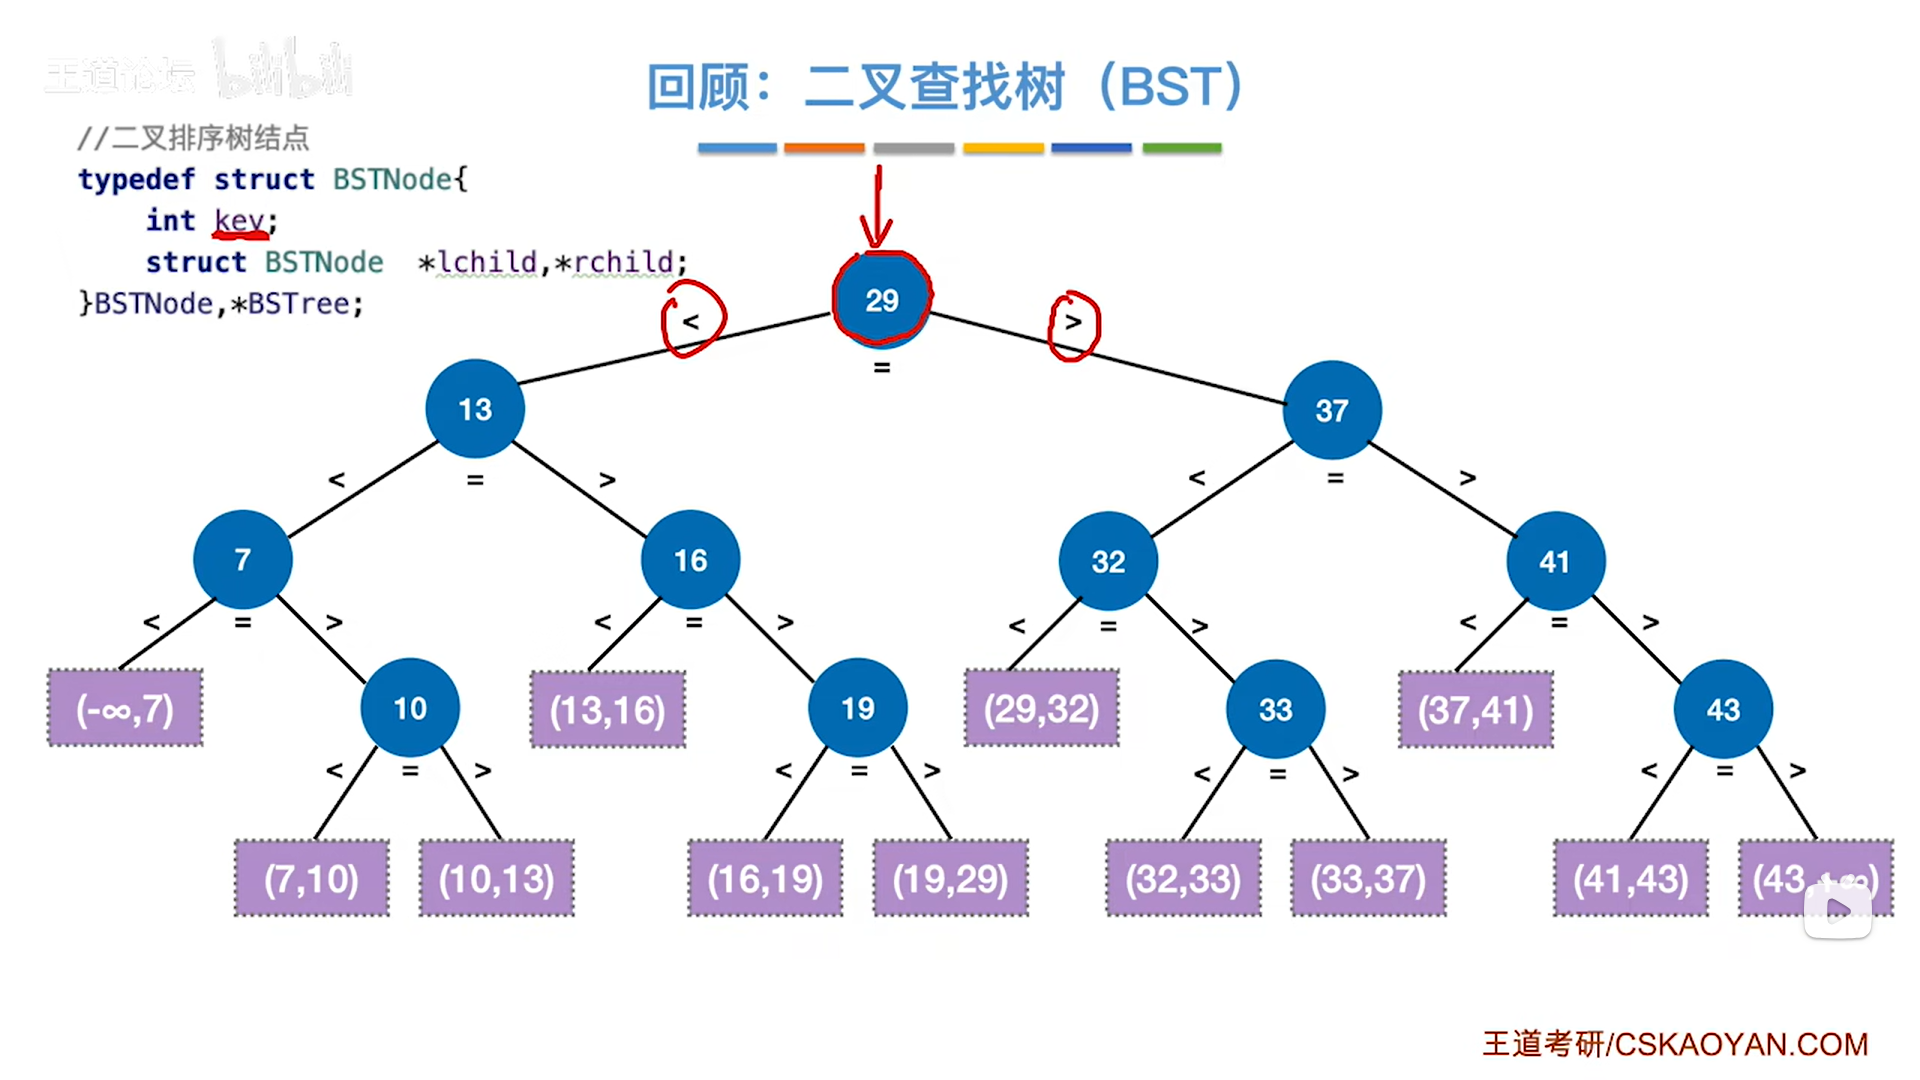 王道论坛 bilibili
回顾：二叉查找树（BST）
//二叉排序树结点
typedef struct BSTNode{
int key;
struct BSTNode *lchild,*rchild;
}BSTNode,*BSTree;
29
< >
=
13 37
< = > < = >
7 16 32 41
< = > < = > < = > < = >
(-∞,7) 10 (13,16) 19 (29,32) 33 (37,41) 43
< = > < = > < = > < = >
(7,10) (10,13) (16,19) (19,29) (32,33) (33,37) (41,43) (43,+∞)
王道考研/CSKAOYAN.COM